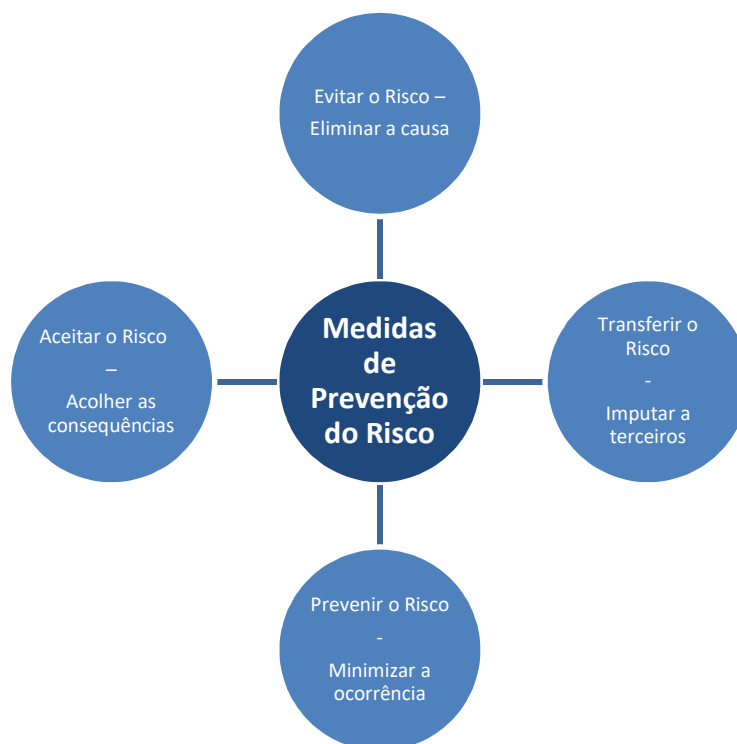 Evitar o Risco –
Eliminar a causa
Aceitar o Risco
–
Acolher as
consequências
Medidas
de
Prevenção
do Risco
Transferir o
Risco
-
Imputar a
terceiros
Prevenir o Risco
-
Minimizar a
ocorrência